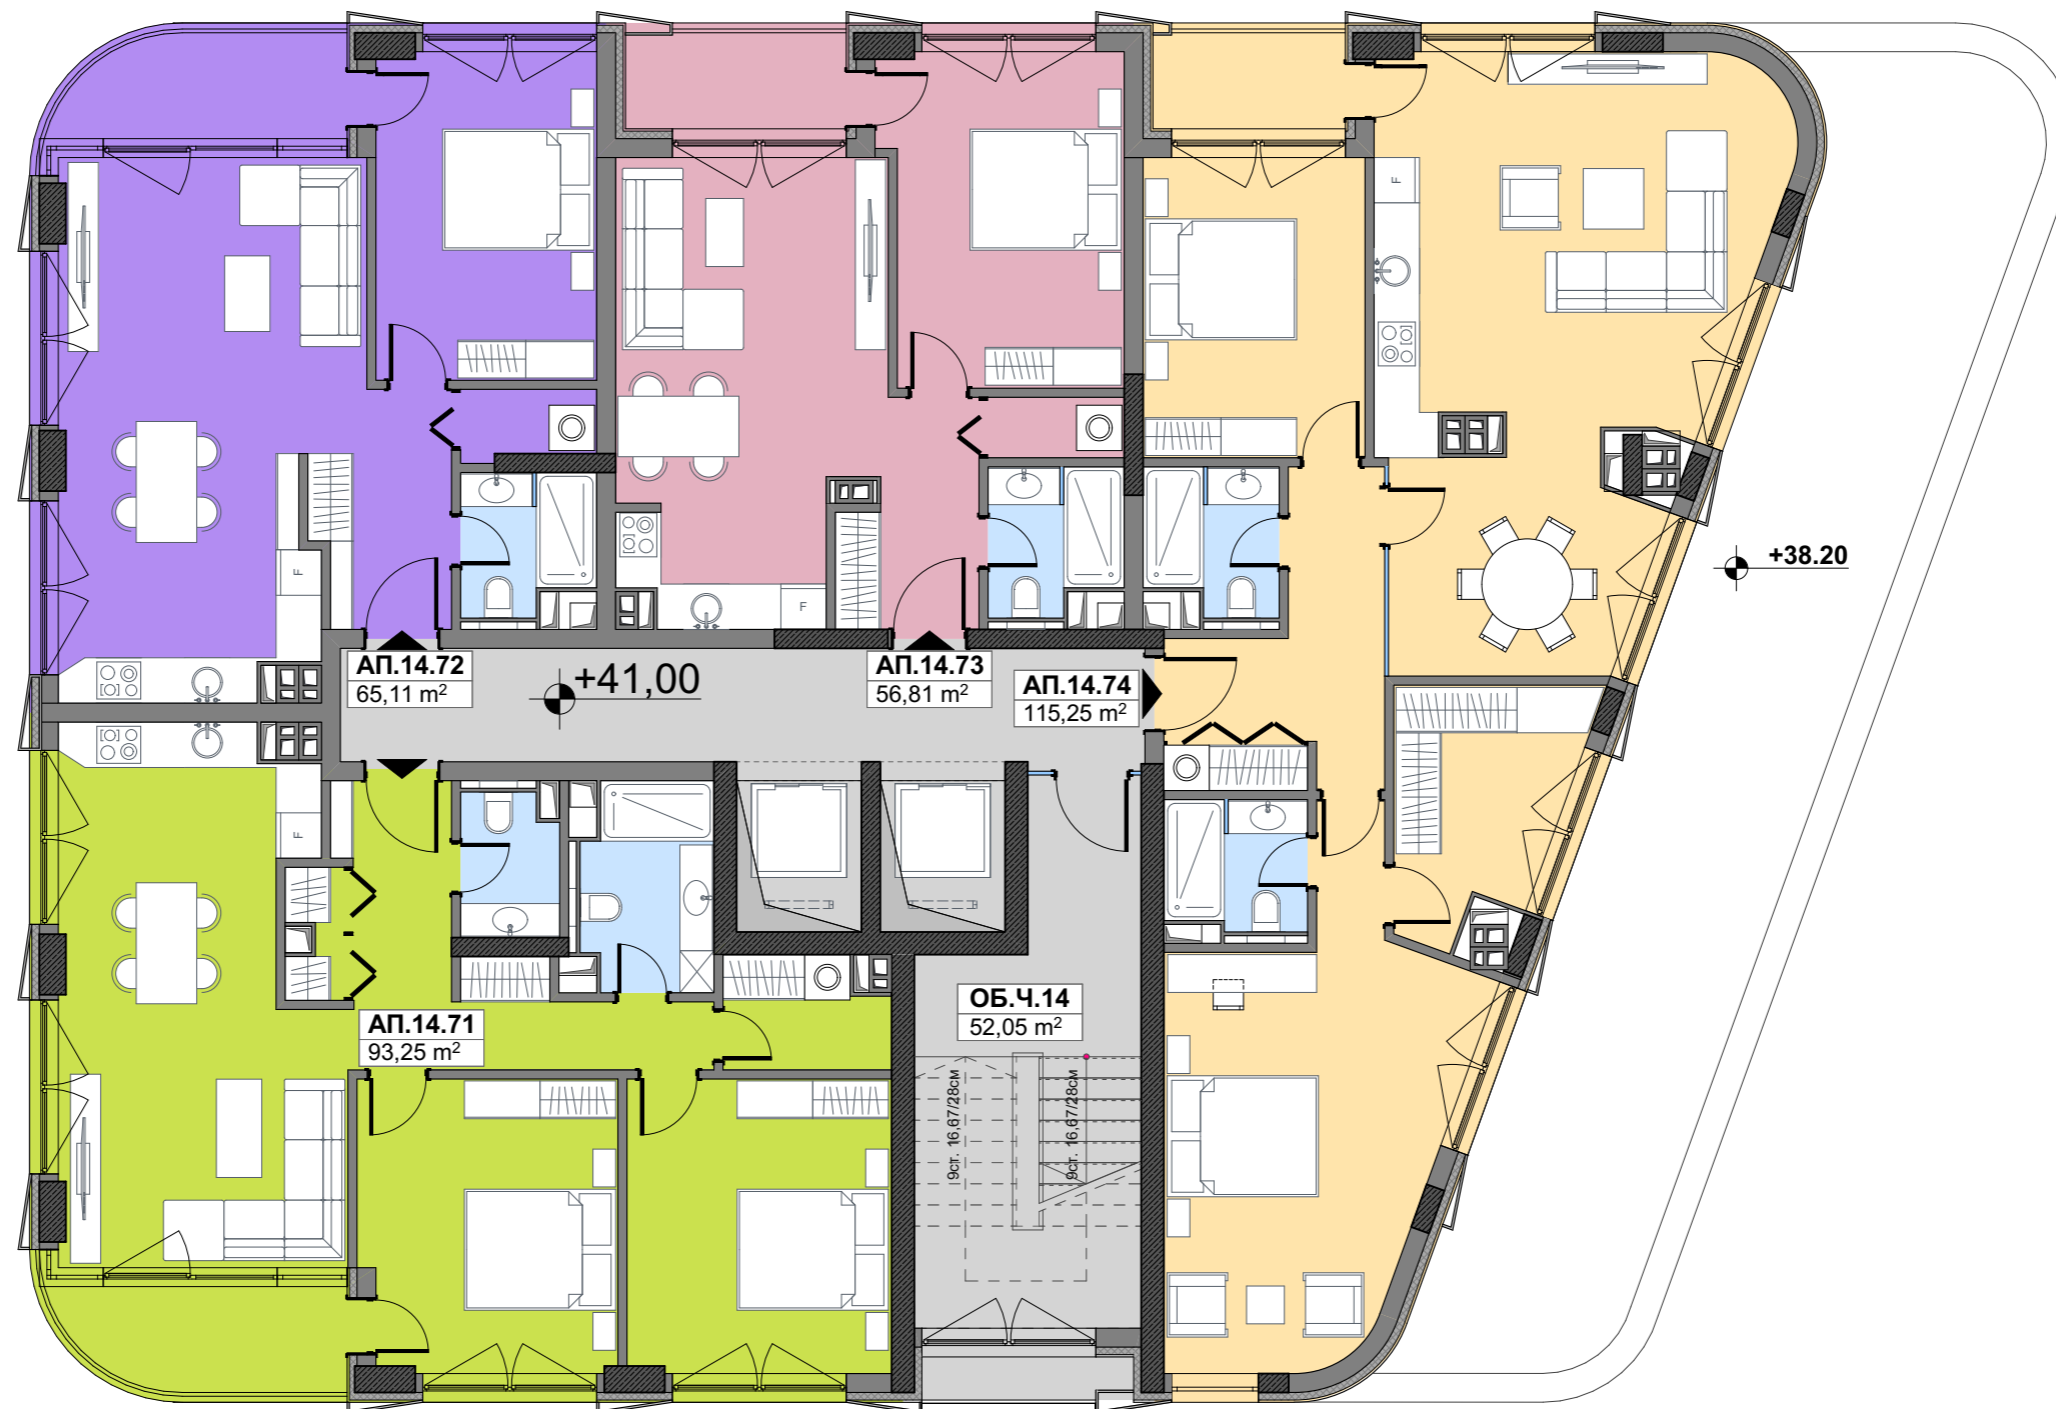 F
+38.20
F
F
АП.14.72
65,11 m²
+41,00
АП.14.73
56,81 m²
АП.14.74
115,25 m²
F
АП.14.71
93,25 m²
ОБ.Ч.14
52,05 m²
9ст. 16,67/28см
9ст. 16,67/28см